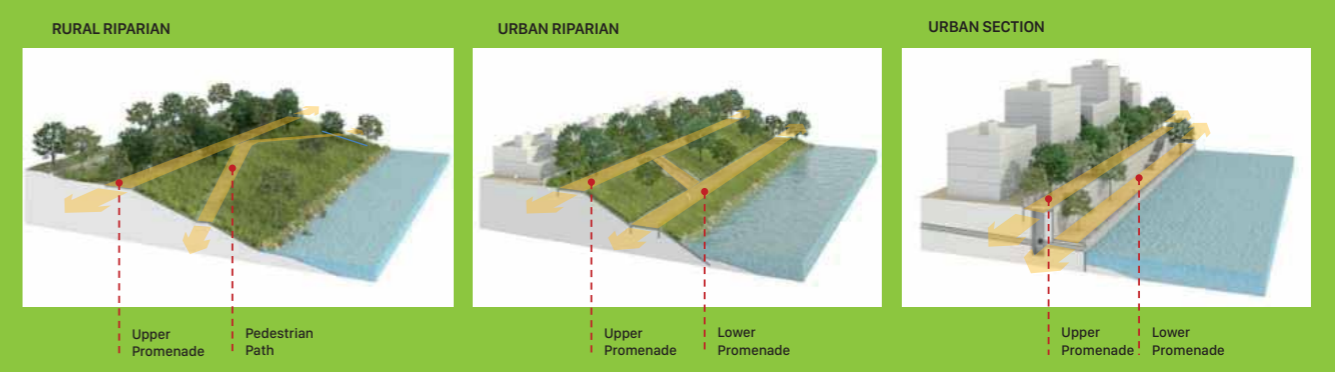 RURAL RIPARIAN
Upper
Promenade
Pedestrian
Path
URBAN RIPARIAN
Upper
Promenade
Lower
Promenade
URBAN SECTION
Upper
Promenade
Lower
Promenade